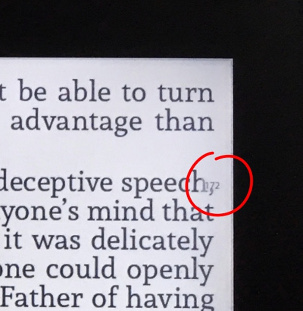 t be able to turn
advantage than
deceptive speech172
yone's mind that
it was delicately
one could openly
Father of having